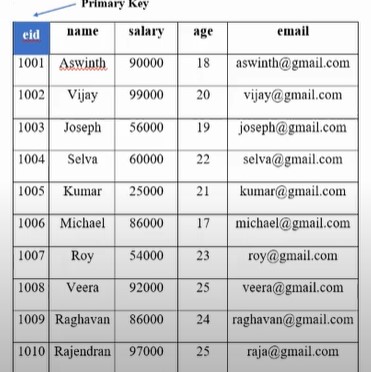 Primary Key
eid name salary age email
1001 Aswinth 90000 18 aswinth@gmail.com
1002 Vijay 99000 20 vijay@gmail.com
1003 Joseph 56000 19 joseph@gmail.com
1004 Selva 60000 22 selva@gmail.com
1005 Kumar 25000 21 kumar@gmail.com
1006 Michael 86000 17 michael@gmail.com
1007 Roy 54000 23 roy@gmail.com
1008 Veera 92000 25 veera@gmail.com
1009 Raghavan 86000 24 raghavan@gmail.com
1010 Rajendran 97000 25 raja@gmail.com